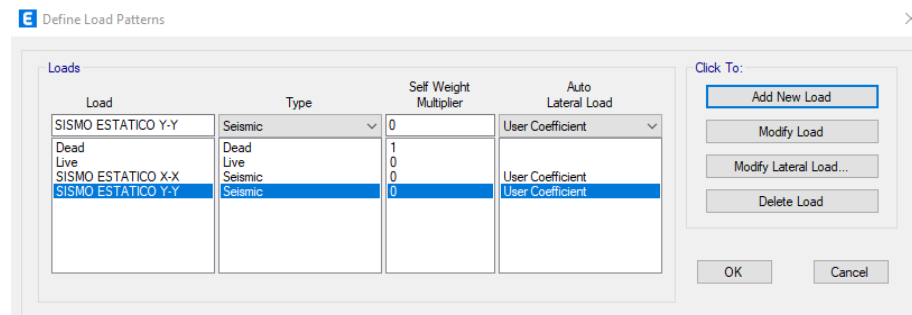 E Define Load Patterns
Loads
Click To:
Load Type Self Weight Multiplier Auto Lateral Load
SISMO ESTATICO Y-Y Seismic 0 User Coefficient
Dead Dead 1
Live Live 0
SISMO ESTATICO X-X Seismic 0 User Coefficient
SISMO ESTATICO Y-Y Seismic 0 User Coefficient
Add New Load
Modify Load
Modify Lateral Load...
Delete Load
OK Cancel